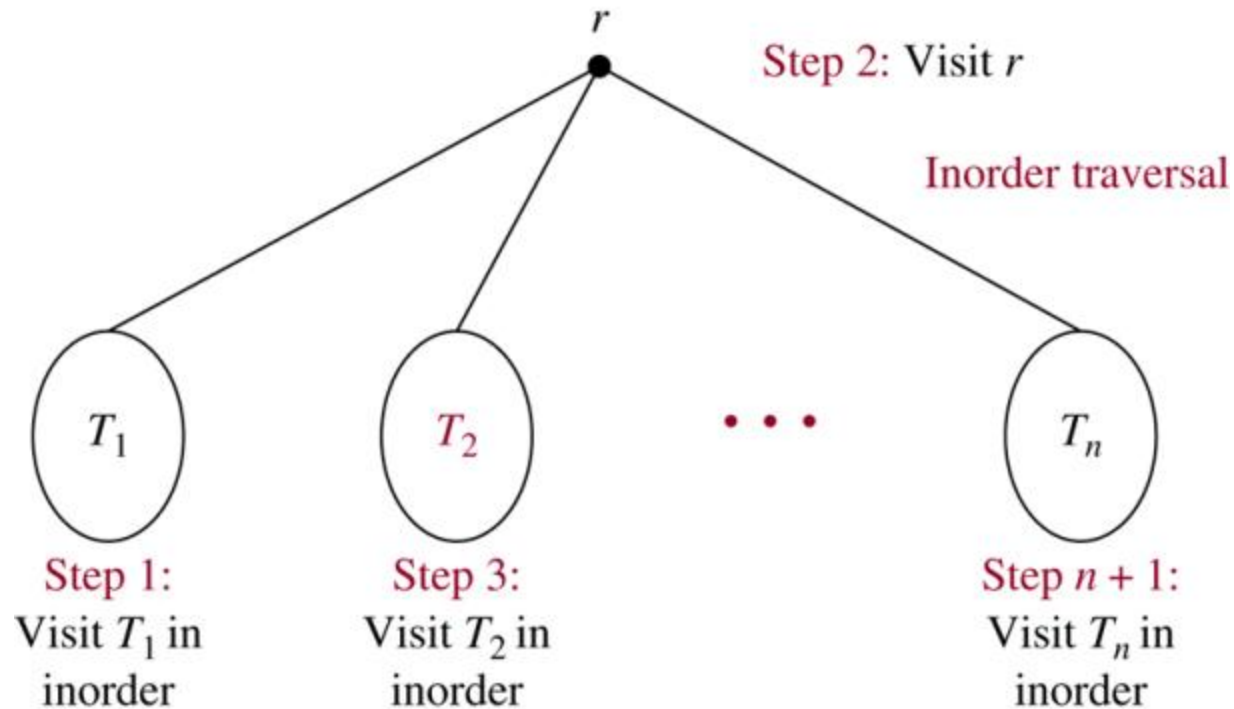 r
Step 2: Visit r
Inorder traversal
T₁
T₂
• • •
Tₙ
Step 1:
Visit T₁ in
inorder
Step 3:
Visit T₂ in
inorder
Step n + 1:
Visit Tₙ in
inorder